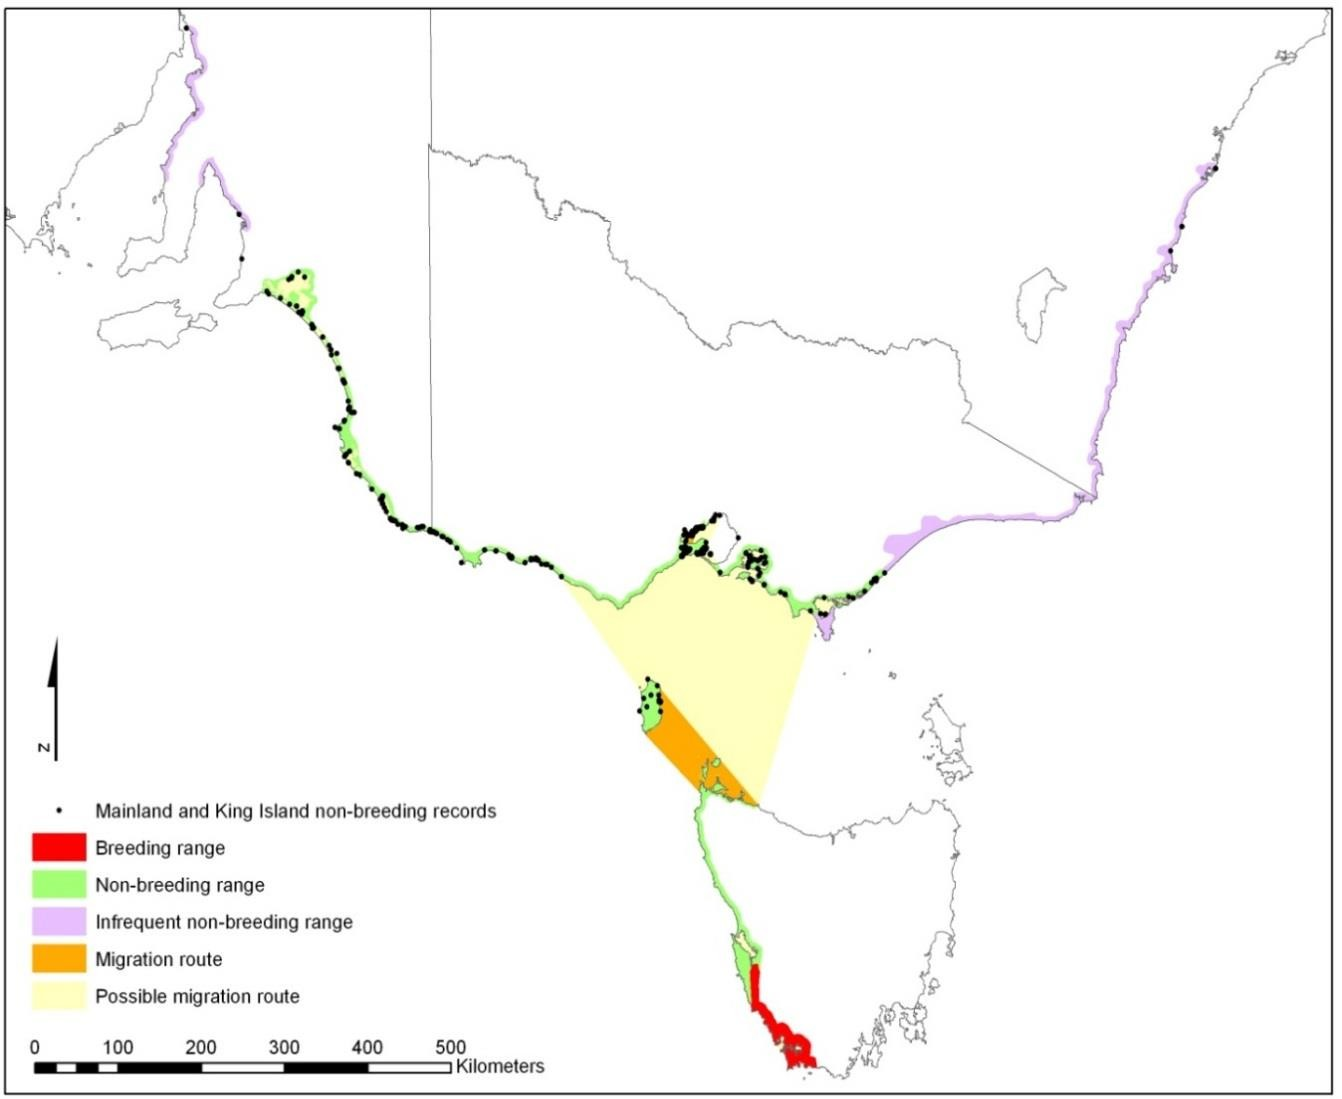 N
Mainland and King Island non-breeding records
Breeding range
Non-breeding range
Infrequent non-breeding range
Migration route
Possible migration route
0 100 200 300 400 500
Kilometers